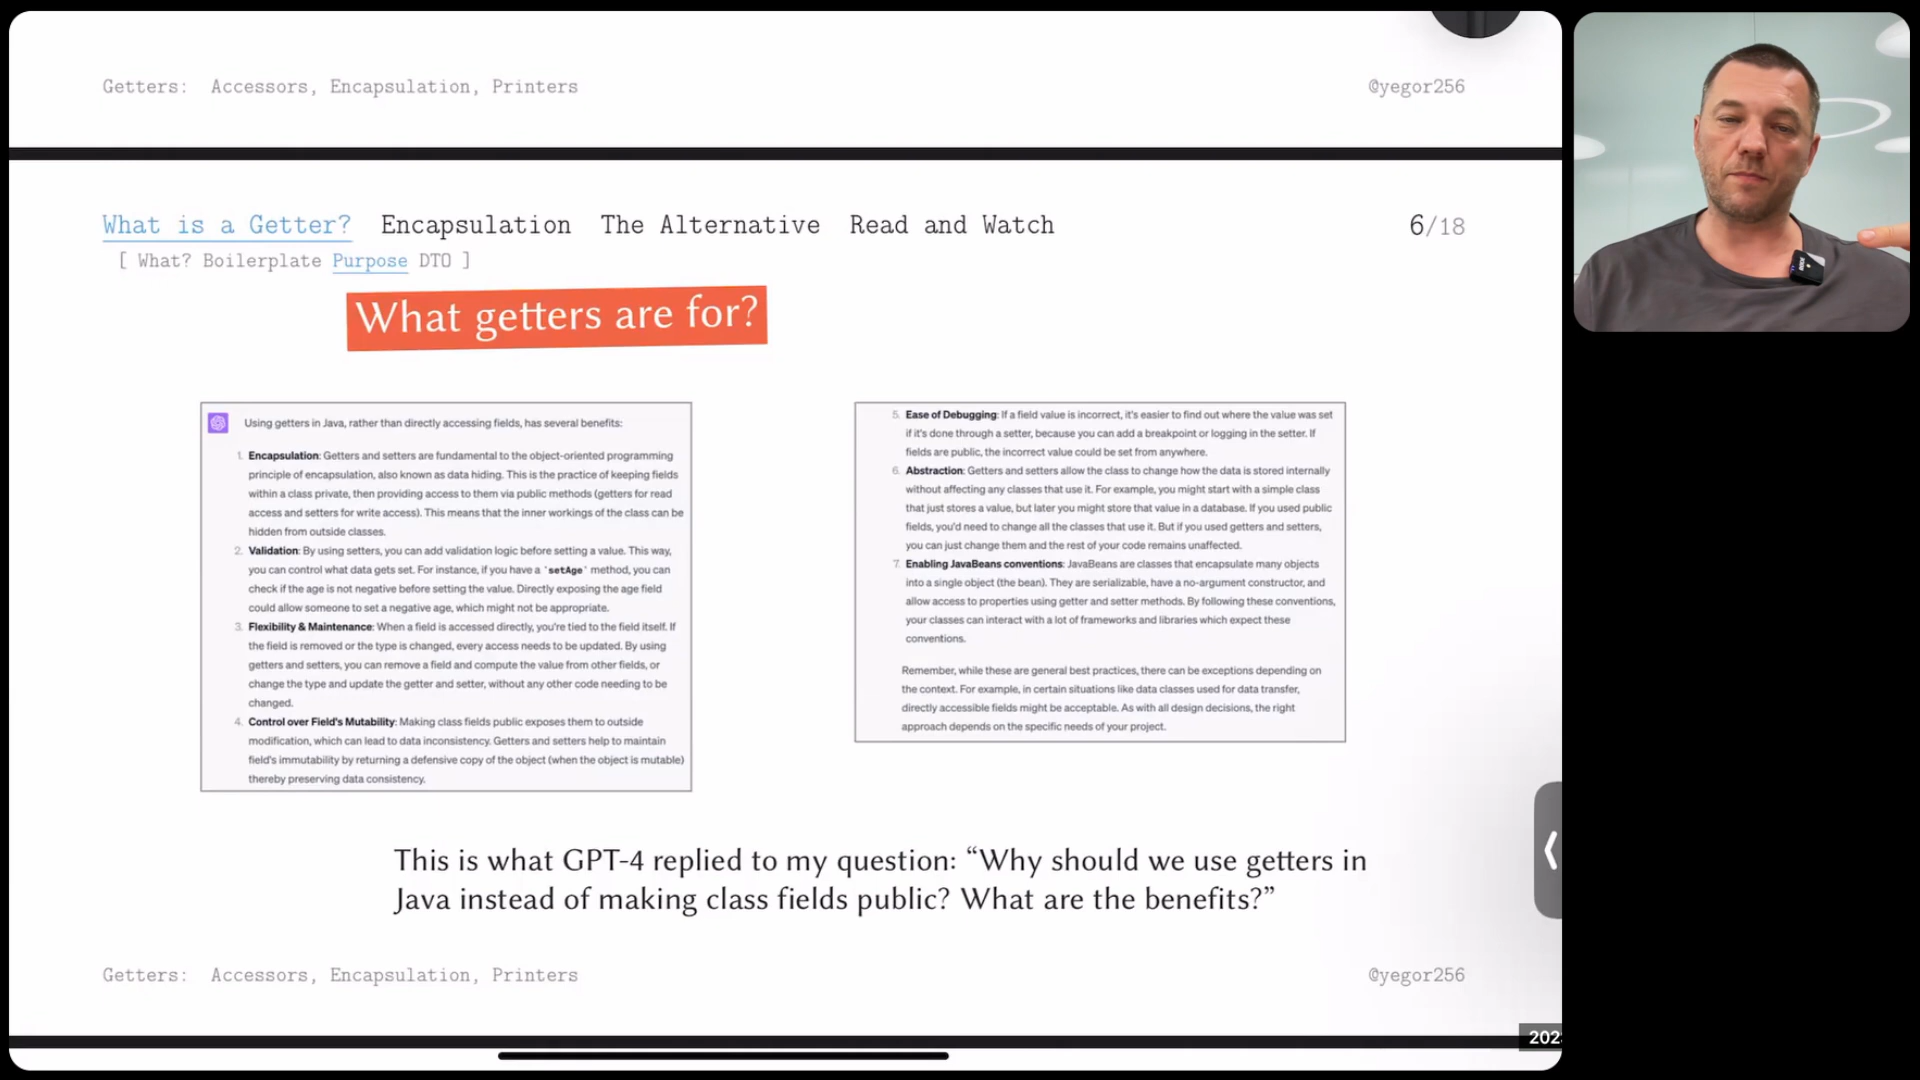 Getters: Accessors, Encapsulation, Printers
@yegor256
What is a Getter? Encapsulation The Alternative Read and Watch
6/18
[ What? Boilerplate Purpose DTO ]
What getters are for?
Using getters in Java, rather than directly accessing fields, has several benefits:
1. Encapsulation: Getters and setters are fundamental to the object-oriented programming
principle of encapsulation, also known as data hiding. This is the practice of keeping fields
within a class private, then providing access to them via public methods (getters for read
access and setters for write access). This means that the inner workings of the class can be
hidden from outside classes.
2. Validation: By using setters, you can add validation logic before setting a value. This way,
you can control what data gets set. For instance, if you have a `setAge` method, you can
check if the age is not negative before setting the value. Directly exposing the age field
could allow someone to set a negative age, which might not be appropriate.
3. Flexibility & Maintenance: When a field is accessed directly, you're tied to the field itself. If
the field is removed or the type is changed, every access needs to be updated. By using
getters and setters, you can remove a field and compute the value from other fields, or
change the type and update the getter and setter, without any other code needing to be
changed.
4. Control over Field's Mutability: Making class fields public exposes them to outside
modification, which can lead to data inconsistency. Getters and setters help to maintain
field's immutability by returning a defensive copy of the object (when the object is mutable)
thereby preserving data consistency.
5. Ease of Debugging: If a field value is incorrect, it's easier to find out where the value was set
if it's done through a setter, because you can add a breakpoint or logging in the setter. If
fields are public, the incorrect value could be set from anywhere.
6. Abstraction: Getters and setters allow the class to change how the data is stored internally
without affecting any classes that use it. For example, you might start with a simple class
that just stores a value, but later you might store that value in a database. If you used public
fields, you'd need to change all the classes that use it. But if you used getters and setters,
you can just change them and the rest of your code remains unaffected.
7. Enabling JavaBeans conventions: JavaBeans are classes that encapsulate many objects
into a single object (the bean). They are serializable, have a no-argument constructor, and
allow access to properties using getter and setter methods. By following these conventions,
your classes can interact with a lot of frameworks and libraries which expect these
conventions.
Remember, while these are general best practices, there can be exceptions depending on
the context. For example, in certain situations like data classes used for data transfer,
directly accessible fields might be acceptable. As with all design decisions, the right
approach depends on the specific needs of your project.
This is what GPT-4 replied to my question: “Why should we use getters in
Java instead of making class fields public? What are the benefits?”
Getters: Accessors, Encapsulation, Printers
@yegor256